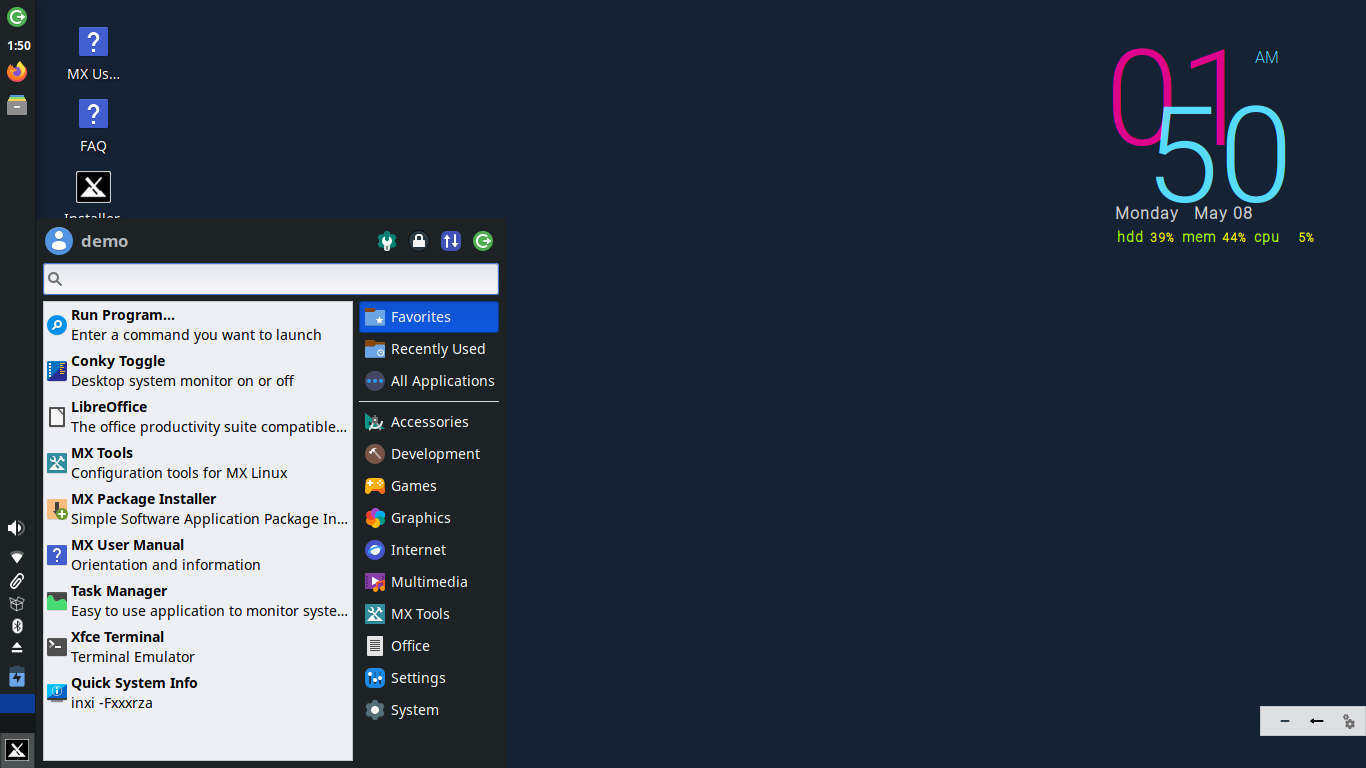 1:50
MX Us...
FAQ
Installer
01
AM
50
Monday May 08
hdd 39% mem 44% cpu 5%
demo
Run Program...
Enter a command you want to launch
Conky Toggle
Desktop system monitor on or off
LibreOffice
The office productivity suite compatible...
MX Tools
Configuration tools for MX Linux
MX Package Installer
Simple Software Application Package In...
MX User Manual
Orientation and information
Task Manager
Easy to use application to monitor syste...
Xfce Terminal
Terminal Emulator
Quick System Info
inxi -Fxxxrza
Favorites
Recently Used
All Applications
Accessories
Development
Games
Graphics
Internet
Multimedia
MX Tools
Office
Settings
System